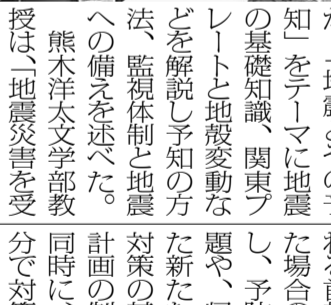 知」をテーマに地震
の基礎知識、関東プ
レートと地殻変動な
どを解説し予知の方
法、監視体制と地震
への備えを述べた。
熊木洋太文学部教
授は、「地震災害を受
た場合の
し、予防
題や、
た新た
対策の
計画の
同時に、
分で対策